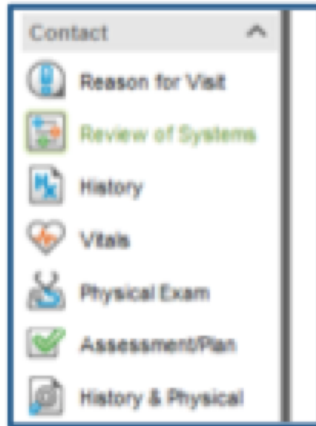 Contact
Reason for Visit
Review of Systems
History
Vitals
Physical Exam
Assessment/Plan
History & Physical